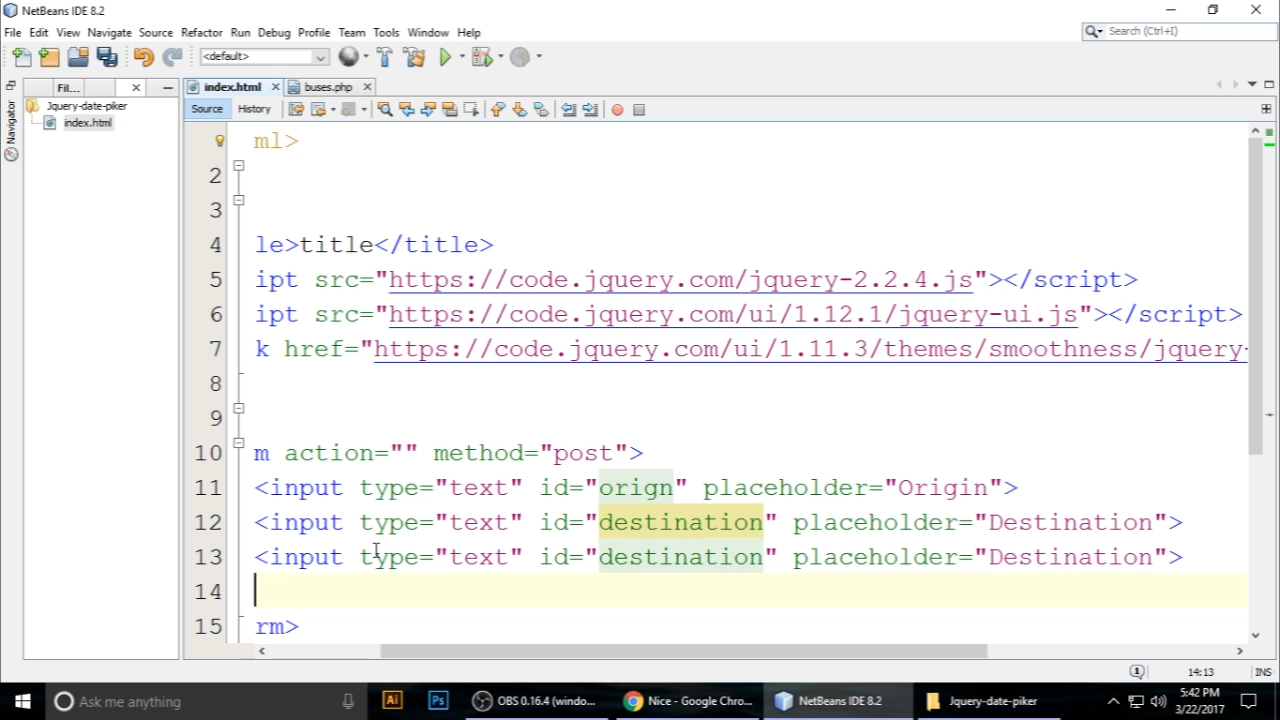 NetBeans IDE 8.2
File Edit View Navigate Source Refactor Run Debug Profile Team Tools Window Help
Search (Ctrl+I)
<default>
Fil...
index.html
buses.php
Navigator
Jquery-date-piker
index.html
Source
History
ml>
2
3
4 le>title</title>
5 ipt src="https://code.jquery.com/jquery-2.2.4.js"></script>
6 ipt src="https://code.jquery.com/ui/1.12.1/jquery-ui.js"></script>
7 k href="https://code.jquery.com/ui/1.11.3/themes/smoothness/jquery-
8
9
10 m action="" method="post">
11 <input type="text" id="orign" placeholder="Origin">
12 <input type="text" id="destination" placeholder="Destination">
13 <input type="text" id="destination" placeholder="Destination">
14
15 rm>
1
14:13
INS
Ask me anything
Ai
Ps
OBS 0.16.4 (windo...
Nice - Google Chro...
NetBeans IDE 8.2
Jquery-date-piker
5:42 PM
3/22/2017